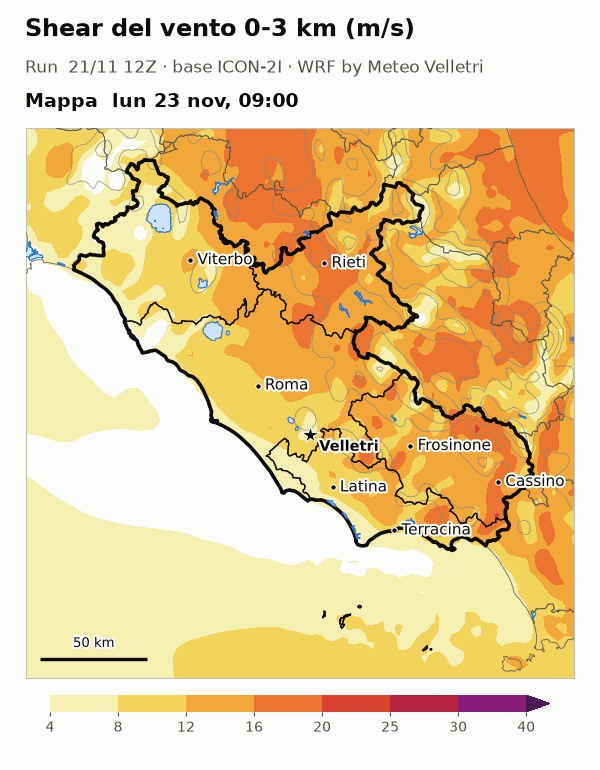 Shear del vento 0-3 km (m/s)
Run  21/11 12Z · base ICON-2I · WRF by Meteo Velletri
Mappa  lun 23 nov, 09:00
Viterbo
Rieti
Roma
Velletri
Frosinone
Cassino
Latina
Terracina
50 km
4 8 12 16 20 25 30 40